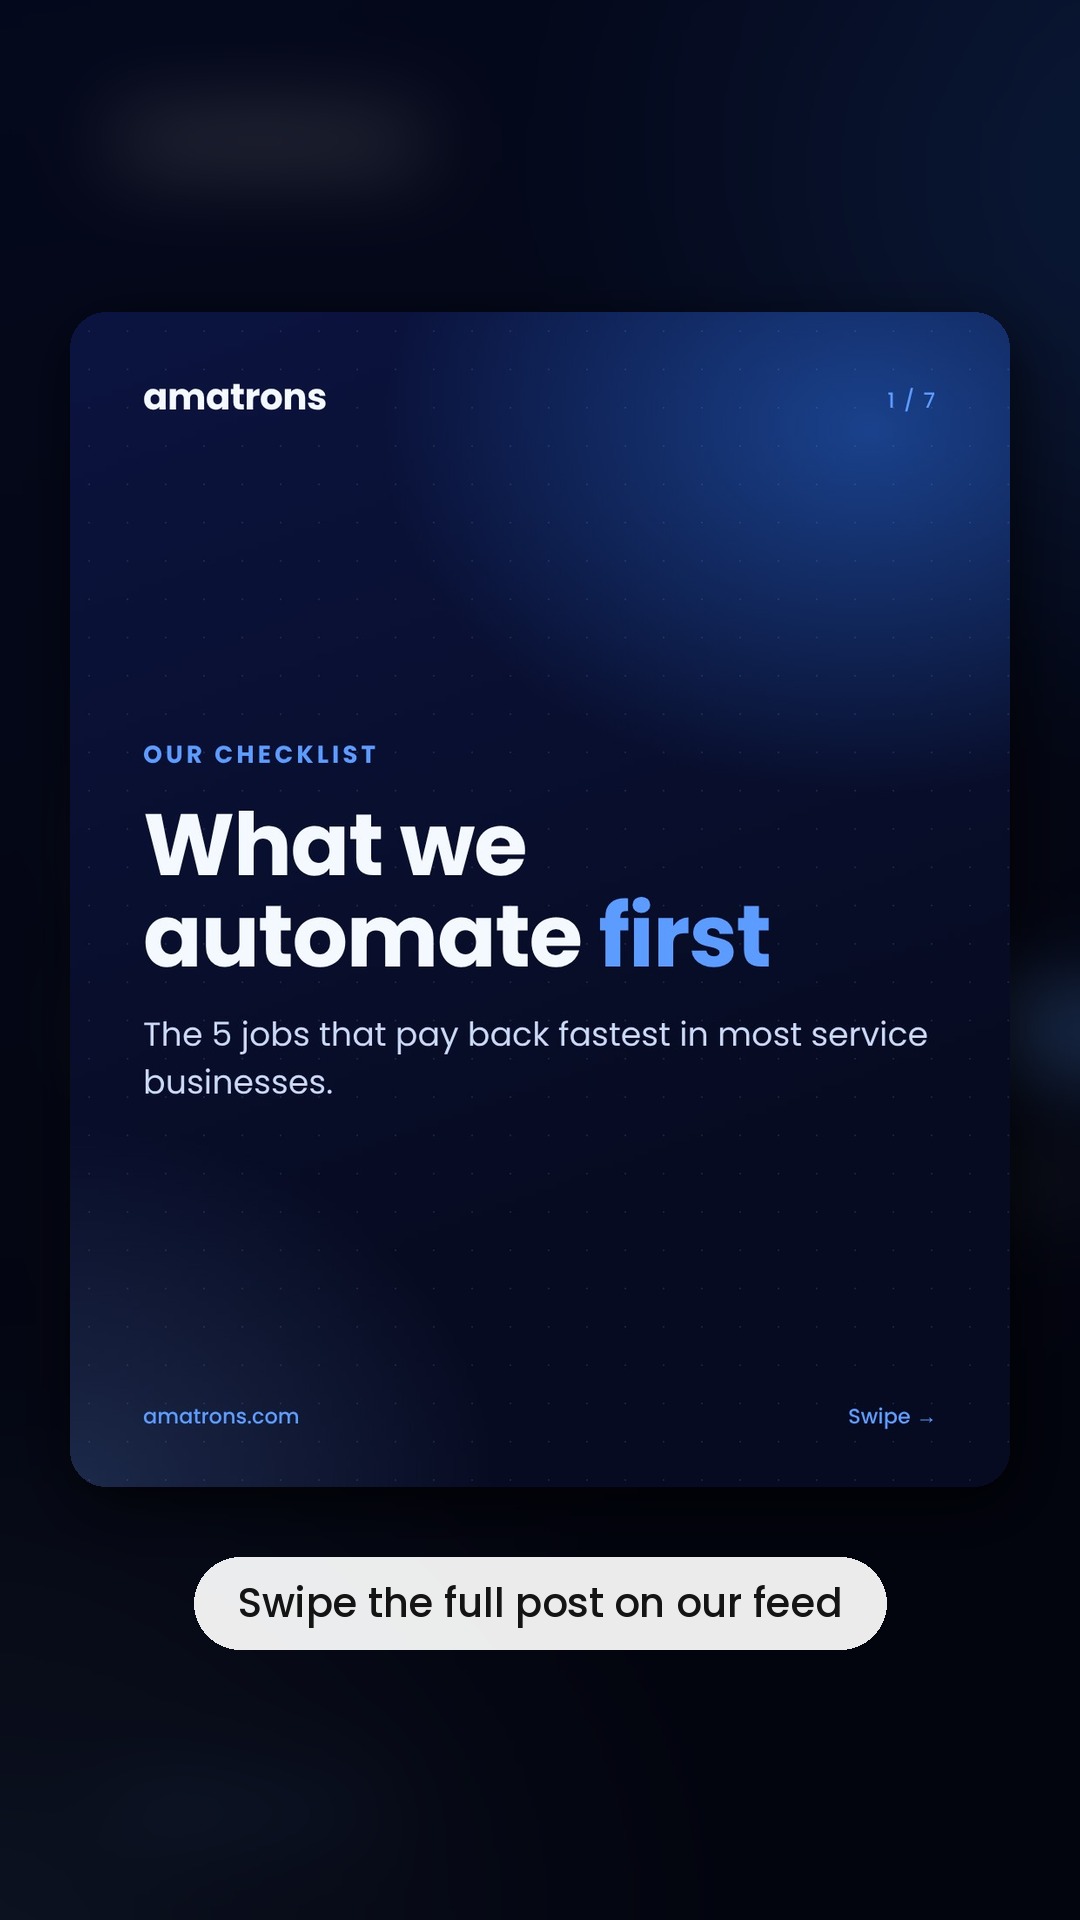 amatrons
1 / 7
OUR CHECKLIST
What we
automate first
The 5 jobs that pay back fastest in most service
businesses.
amatrons.com
Swipe →
Swipe the full post on our feed